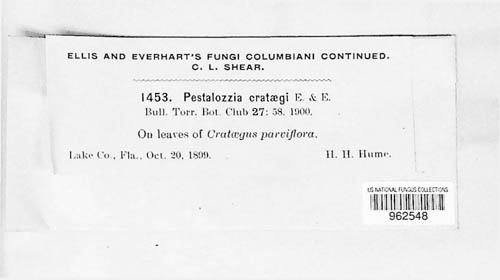 ELLIS AND EVERHART'S FUNGI COLUMBIANI CONTINUED.
C. L. SHEAR.
1453. Pestalozzia cratægi E. & E.
Bull. Torr. Bot. Club 27: 58. 1900.
On leaves of Cratægus parviflora.
Lake Co., Fla., Oct. 20, 1899. H. H. Hume.
US NATIONAL FUNGUS COLLECTIONS
962548